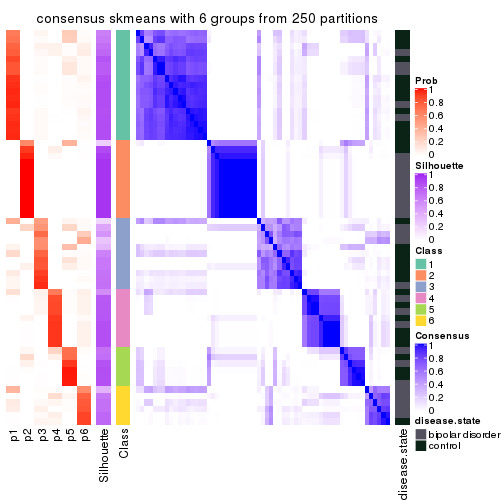 consensus skmeans with 6 groups from 250 partitions
Prob
1
0.8
0.6
0.4
0.2
0
Silhouette
1
0.8
0.6
0.4
0.2
0
Class
1
2
3
4
5
6
Consensus
1
0.8
0.6
0.4
0.2
0
disease.state
bipolar disorder
control
p1
p2
p3
p4
p5
p6
Silhouette
Class
disease.state